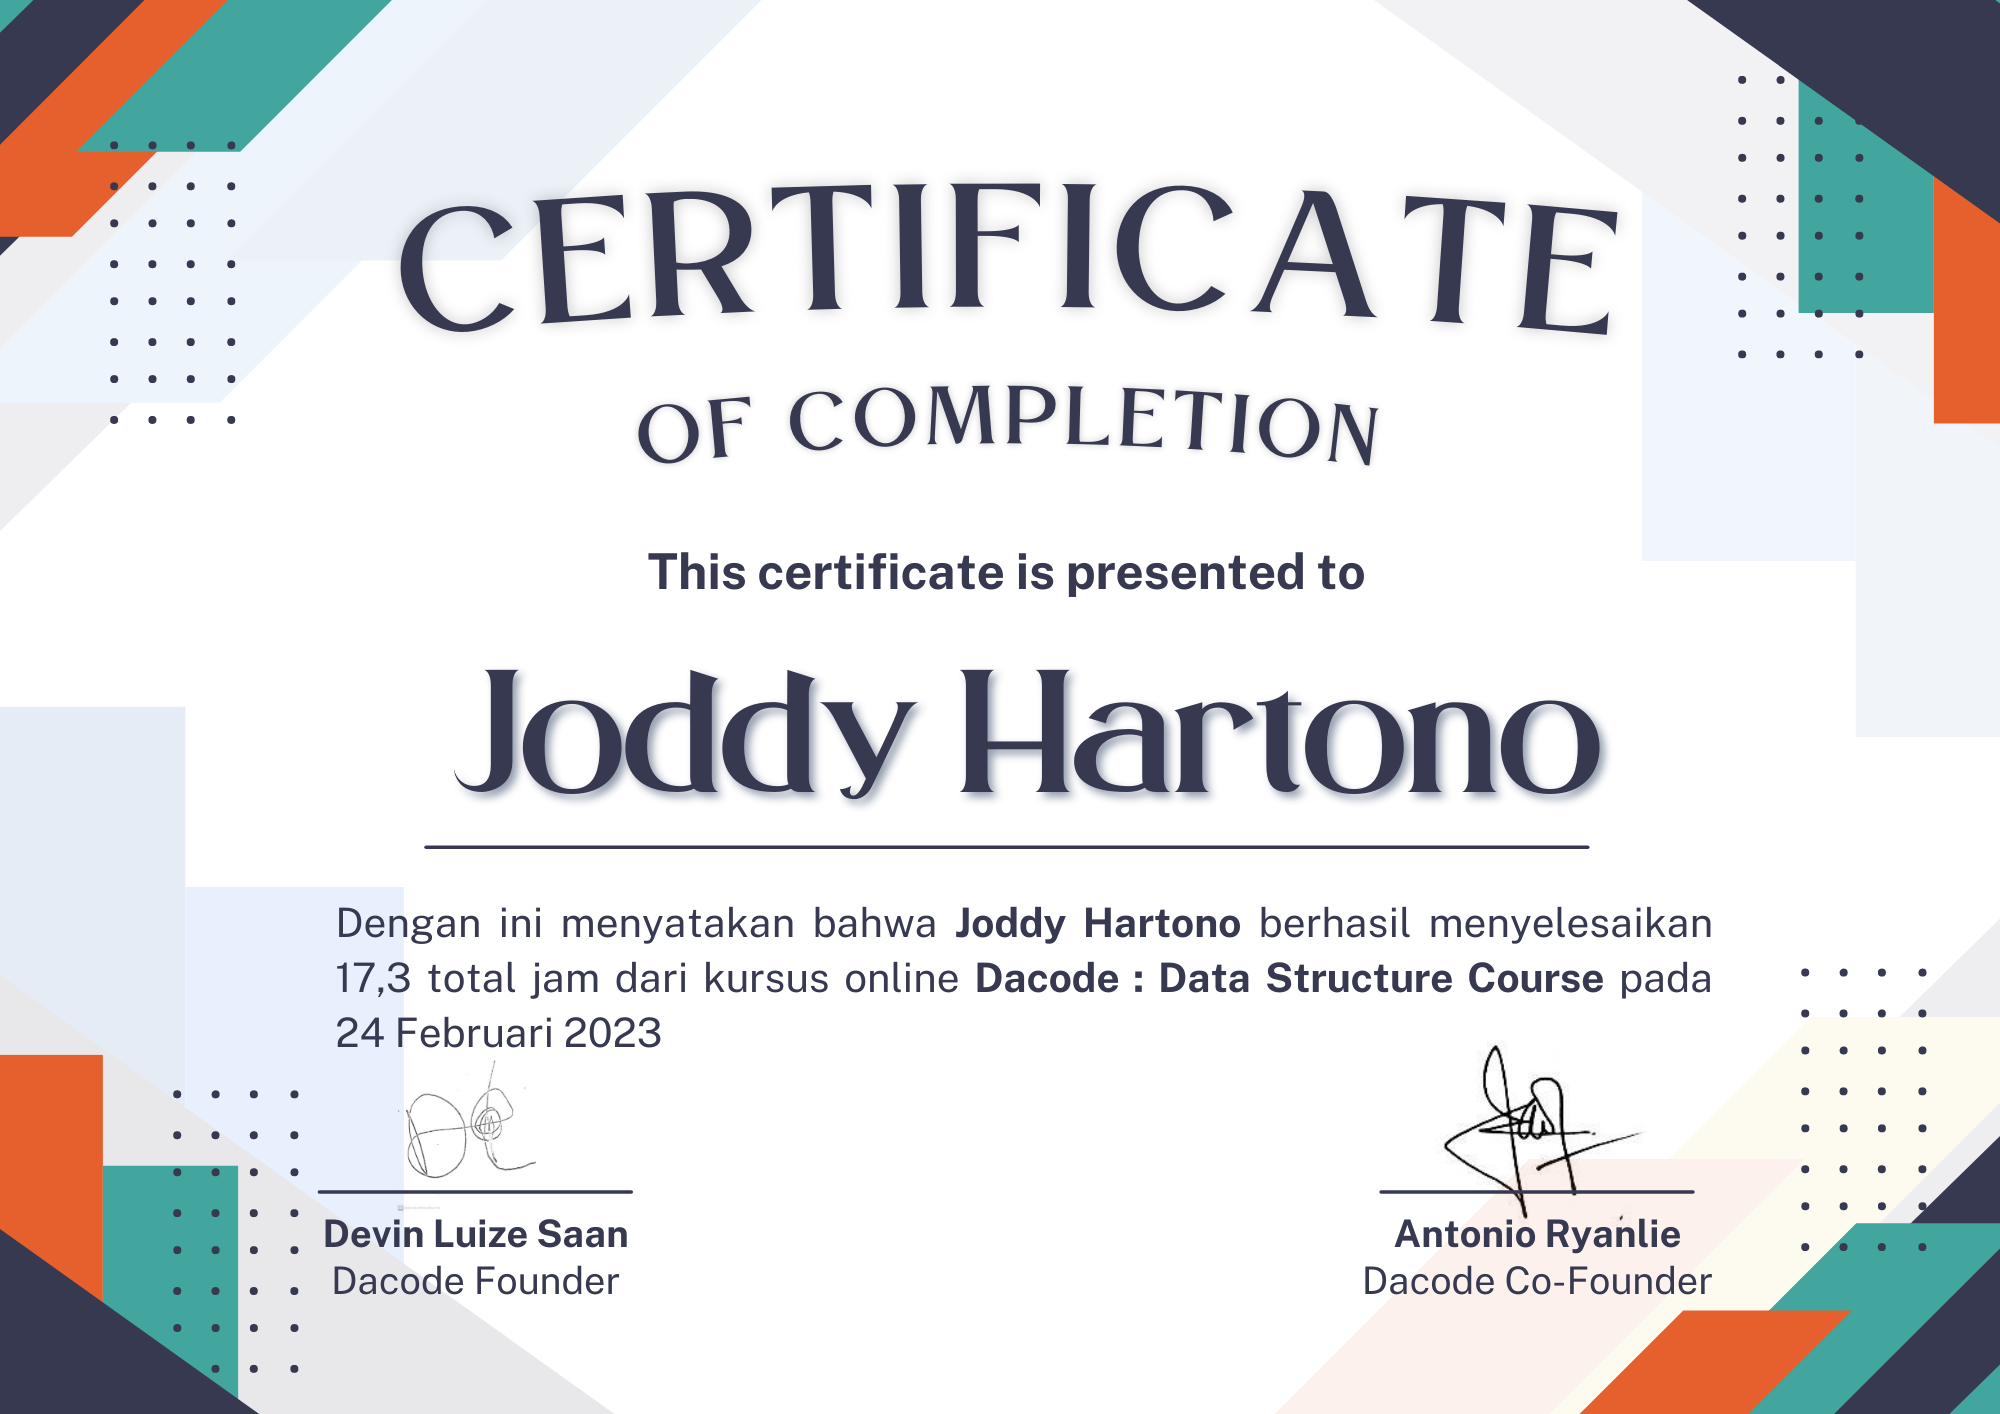 CERTIFICATE
OF COMPLETION
This certificate is presented to
Joddy Hartono
Dengan ini menyatakan bahwa Joddy Hartono berhasil menyelesaikan
17,3 total jam dari kursus online Dacode : Data Structure Course pada
24 Februari 2023
Devin Luize Saan
Dacode Founder
Antonio Ryanlie
Dacode Co-Founder